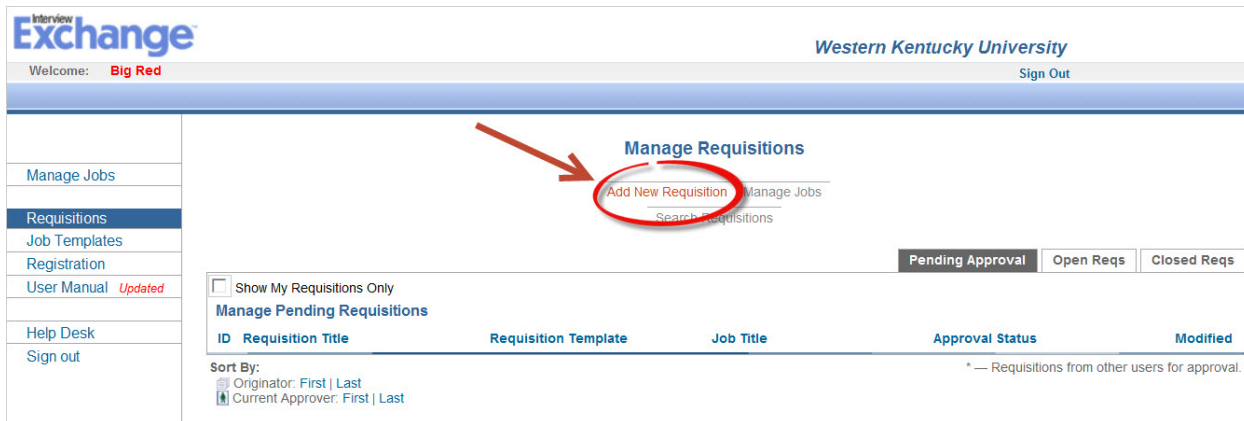 Interview
Exchange
Western Kentucky University
Welcome: Big Red
Sign Out
Manage Requisitions
Manage Jobs
Add New Requisition Manage Jobs
Requisitions
Search Requisitions
Job Templates
Registration
Pending Approval Open Reqs Closed Reqs
User Manual Updated
Show My Requisitions Only
Manage Pending Requisitions
Help Desk
ID Requisition Title Requisition Template Job Title Approval Status Modified
Sign out
Sort By:
* — Requisitions from other users for approval.
Originator: First | Last
Current Approver: First | Last